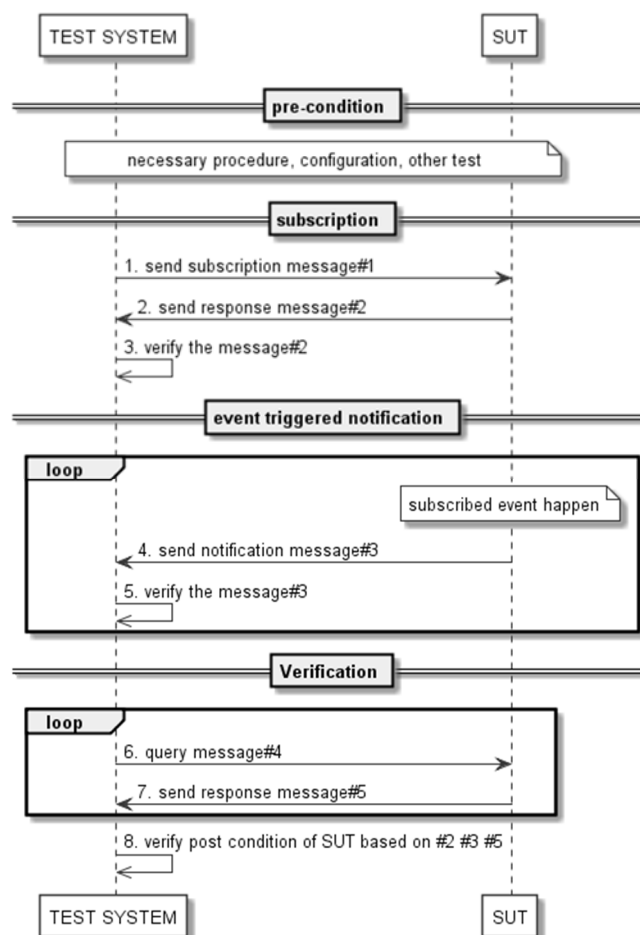 TEST SYSTEM
SUT
pre-condition
necessary procedure, configuration, other test
subscription
1. send subscription message#1
2. send response message#2
3. verify the message#2
event triggered notification
loop
subscribed event happen
4. send notification message#3
5. verify the message#3
Verification
loop
6. query message#4
7. send response message#5
8. verify post condition of SUT based on #2 #3 #5
TEST SYSTEM
SUT